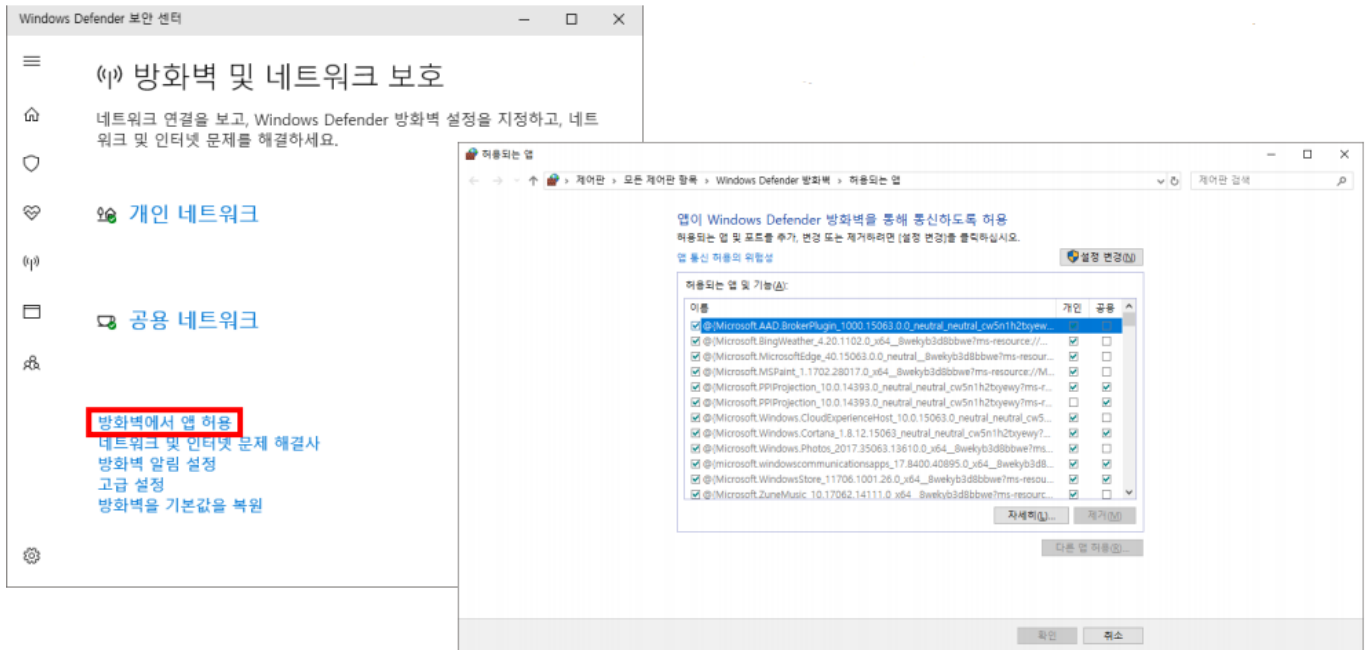 Windows Defender 보안 센터
방화벽 및 네트워크 보호
네트워크 연결을 보고, Windows Defender 방화벽 설정을 지정하고, 네트
워크 및 인터넷 문제를 해결하세요.
개인 네트워크
공용 네트워크
방화벽에서 앱 허용
네트워크 및 인터넷 문제 해결사
방화벽 알림 설정
고급 설정
방화벽을 기본값을 복원
허용되는 앱
제어판 › 모든 제어판 항목 › Windows Defender 방화벽 › 허용되는 앱
제어판 검색
앱이 Windows Defender 방화벽을 통해 통신하도록 허용
허용되는 앱 및 포트를 추가, 변경 또는 제거하려면 [설정 변경]을 클릭하십시오.
앱 통신 허용의 위험성
설정 변경(N)
허용되는 앱 및 기능(A):
이름 개인 공용
@{Microsoft.AAD.BrokerPlugin_1000.15063.0.0_neutral_neutral_cw5n1h2txyew...
@{Microsoft.BingWeather_4.20.1102.0_x64__8wekyb3d8bbwe?ms-resource://...
@{Microsoft.MicrosoftEdge_40.15063.0.0_neutral__8wekyb3d8bbwe?ms-resour...
@{Microsoft.MSPaint_1.1702.28017.0_x64__8wekyb3d8bbwe?ms-resource://M...
@{Microsoft.PPIProjection_10.0.14393.0_neutral_neutral_cw5n1h2txyewy?ms-r...
@{Microsoft.PPIProjection_10.0.14393.0_neutral_neutral_cw5n1h2txyewy?ms-r...
@{Microsoft.Windows.CloudExperienceHost_10.0.15063.0_neutral_neutral_cw5...
@{Microsoft.Windows.Cortana_1.8.12.15063_neutral_neutral_cw5n1h2txyewy?...
@{Microsoft.Windows.Photos_2017.35063.13610.0_x64__8wekyb3d8bbwe?ms...
@{microsoft.windowscommunicationsapps_17.8400.40895.0_x64__8wekyb3d8...
@{Microsoft.WindowsStore_11706.1001.26.0_x64__8wekyb3d8bbwe?ms-resou...
@{Microsoft.ZuneMusic_10.17062.14111.0_x64__8wekyb3d8bbwe?ms-resourc...
자세히(L)... 제거(M)
다른 앱 허용(R)...
확인 취소